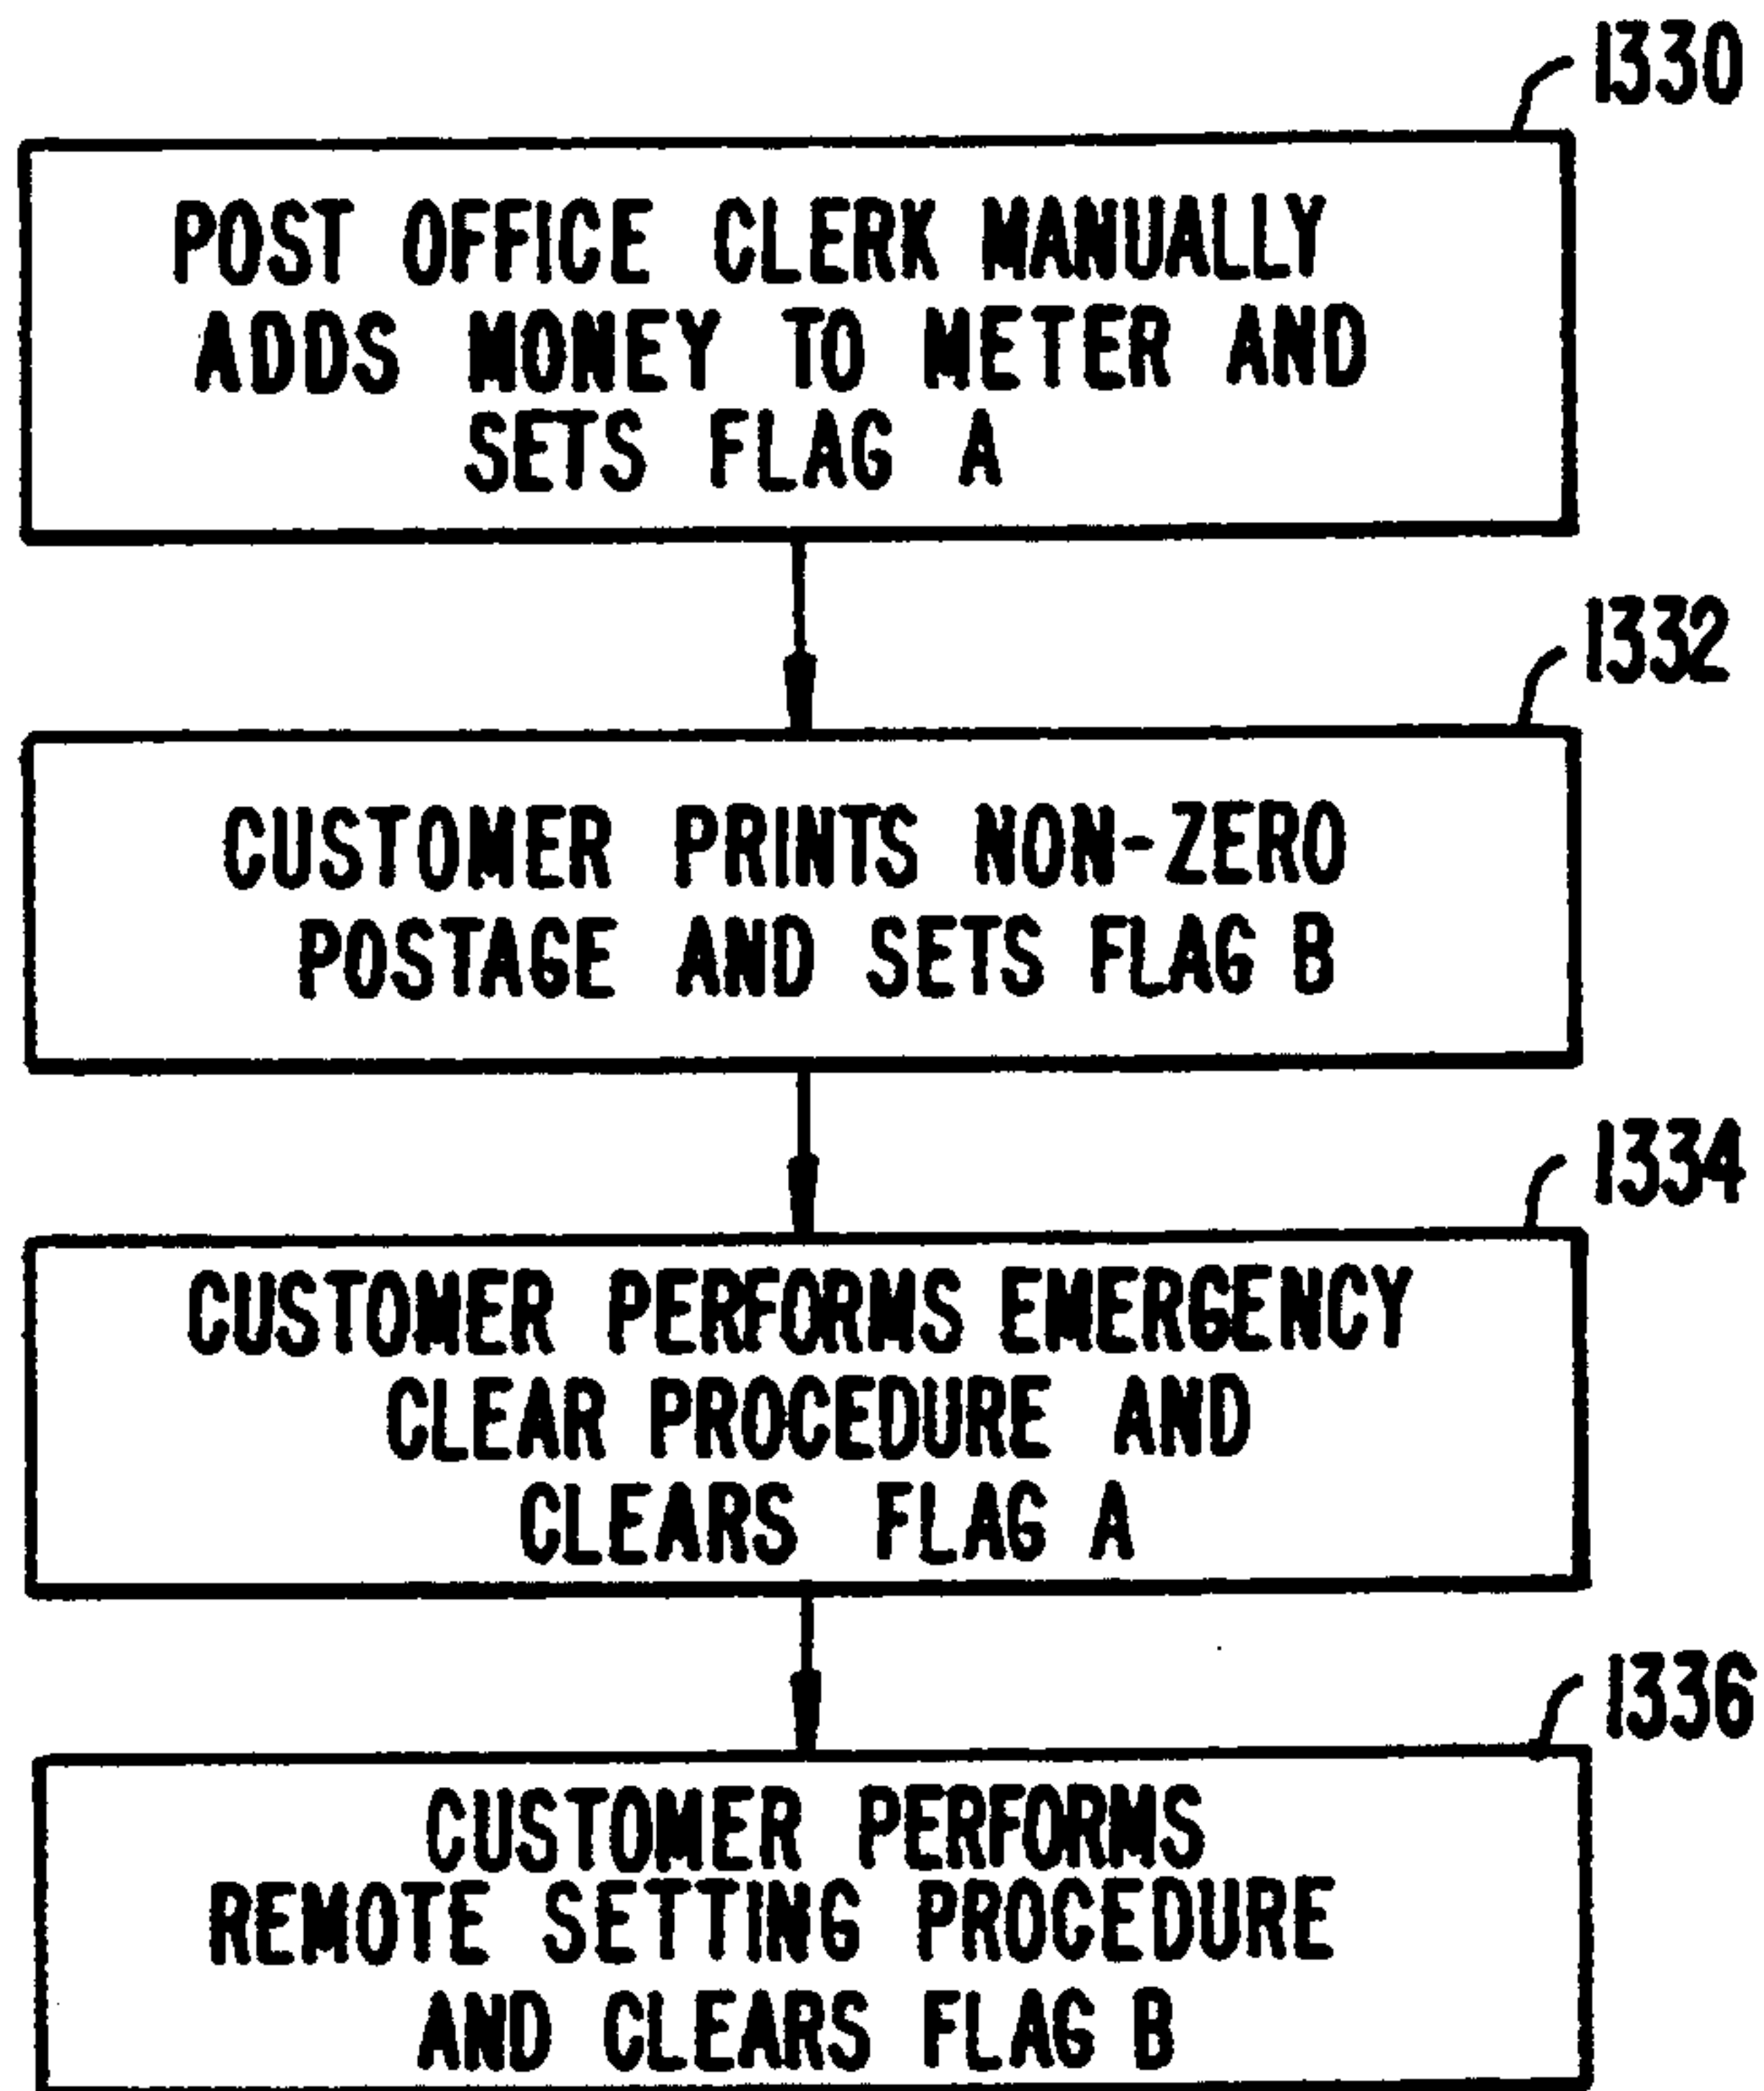 1330
POST OFFICE CLERK MANUALLY
ADDS MONEY TO METER AND
SETS FLAG A
1332
CUSTOMER PRINTS NON-ZERO
POSTAGE AND SETS FLAG B
1334
CUSTOMER PERFORMS EMERGENCY
CLEAR PROCEDURE AND
CLEARS FLAG A
1336
CUSTOMER PERFORMS
REMOTE SETTING PROCEDURE
AND CLEARS FLAG B